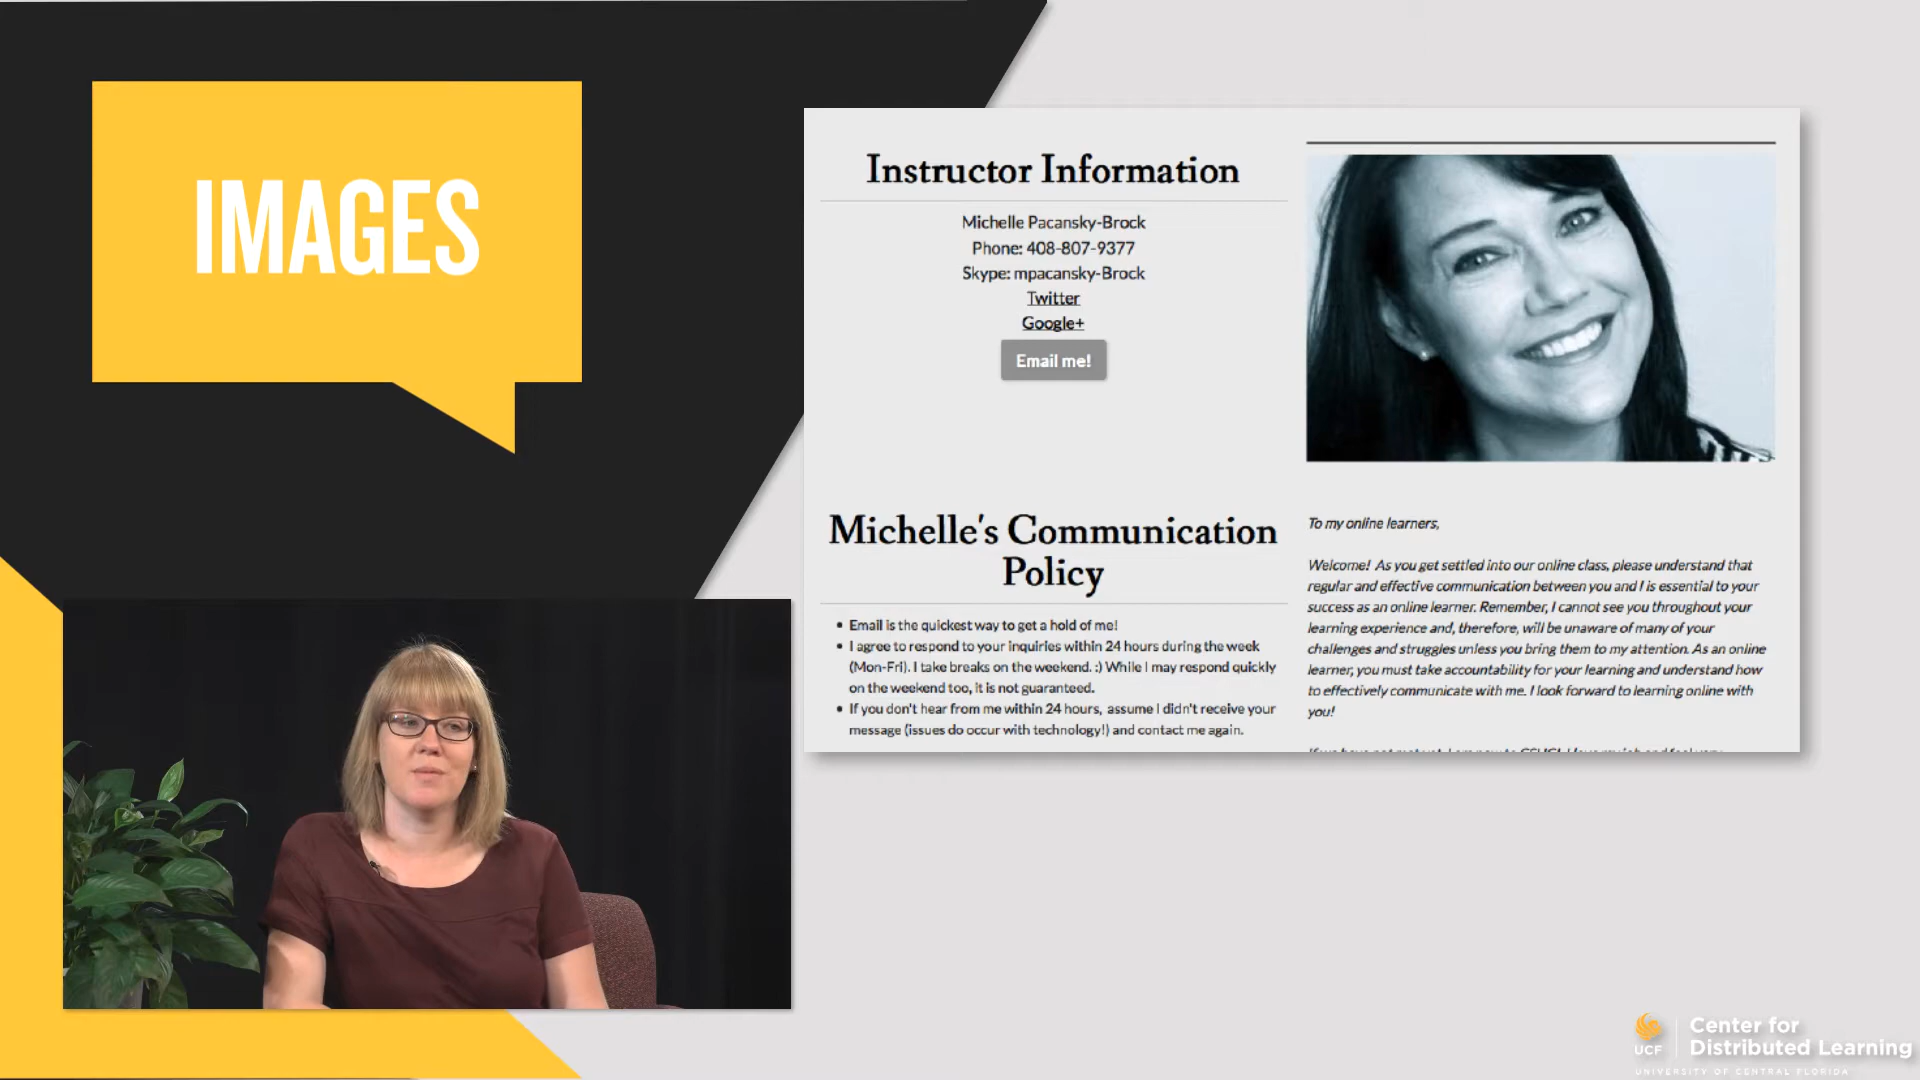 IMAGES
Instructor Information
Michelle Pacansky-Brock
Phone: 408-807-9377
Skype: mpacansky-Brock
Twitter
Google+
Email me!
Michelle's Communication
Policy
• Email is the quickest way to get a hold of me!
• I agree to respond to your inquiries within 24 hours during the week
(Mon-Fri). I take breaks on the weekend. :) While I may respond quickly
on the weekend too, it is not guaranteed.
• If you don't hear from me within 24 hours, assume I didn't receive your
message (issues do occur with technology!) and contact me again.
To my online learners,
Welcome! As you get settled into our online class, please understand that
regular and effective communication between you and I is essential to your
success as an online learner. Remember, I cannot see you throughout your
learning experience and, therefore, will be unaware of many of your
challenges and struggles unless you bring them to my attention. As an online
learner, you must take accountability for your learning and understand how
to effectively communicate with me. I look forward to learning online with
you!
UCF
Center for
Distributed Learning
UNIVERSITY OF CENTRAL FLORIDA